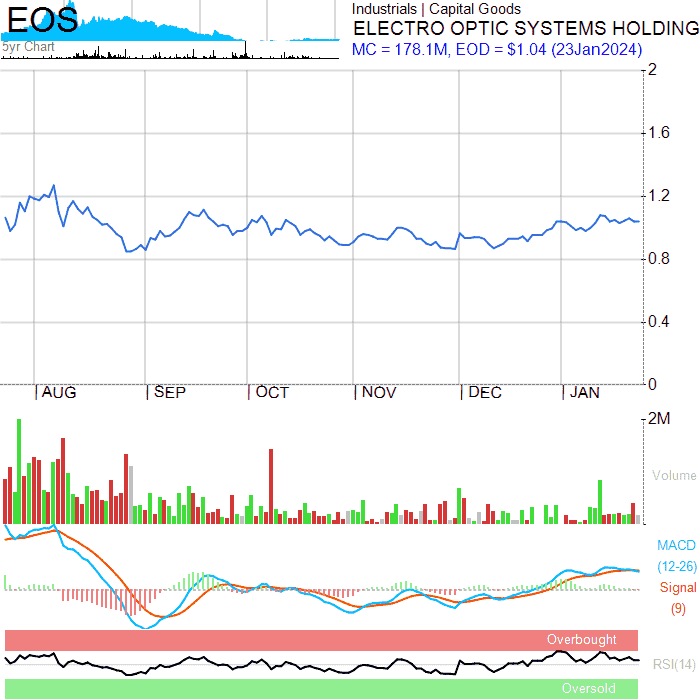 EOS
5yr Chart
Industrials | Capital Goods
ELECTRO OPTIC SYSTEMS HOLDING
MC = 178.1M, EOD = $1.04 (23Jan2024)
2
1.6
1.2
0.8
0.4
0
AUG SEP OCT NOV DEC JAN
2M
Volume
MACD
(12-26)
Signal
(9)
Overbought
RSI(14)
Oversold